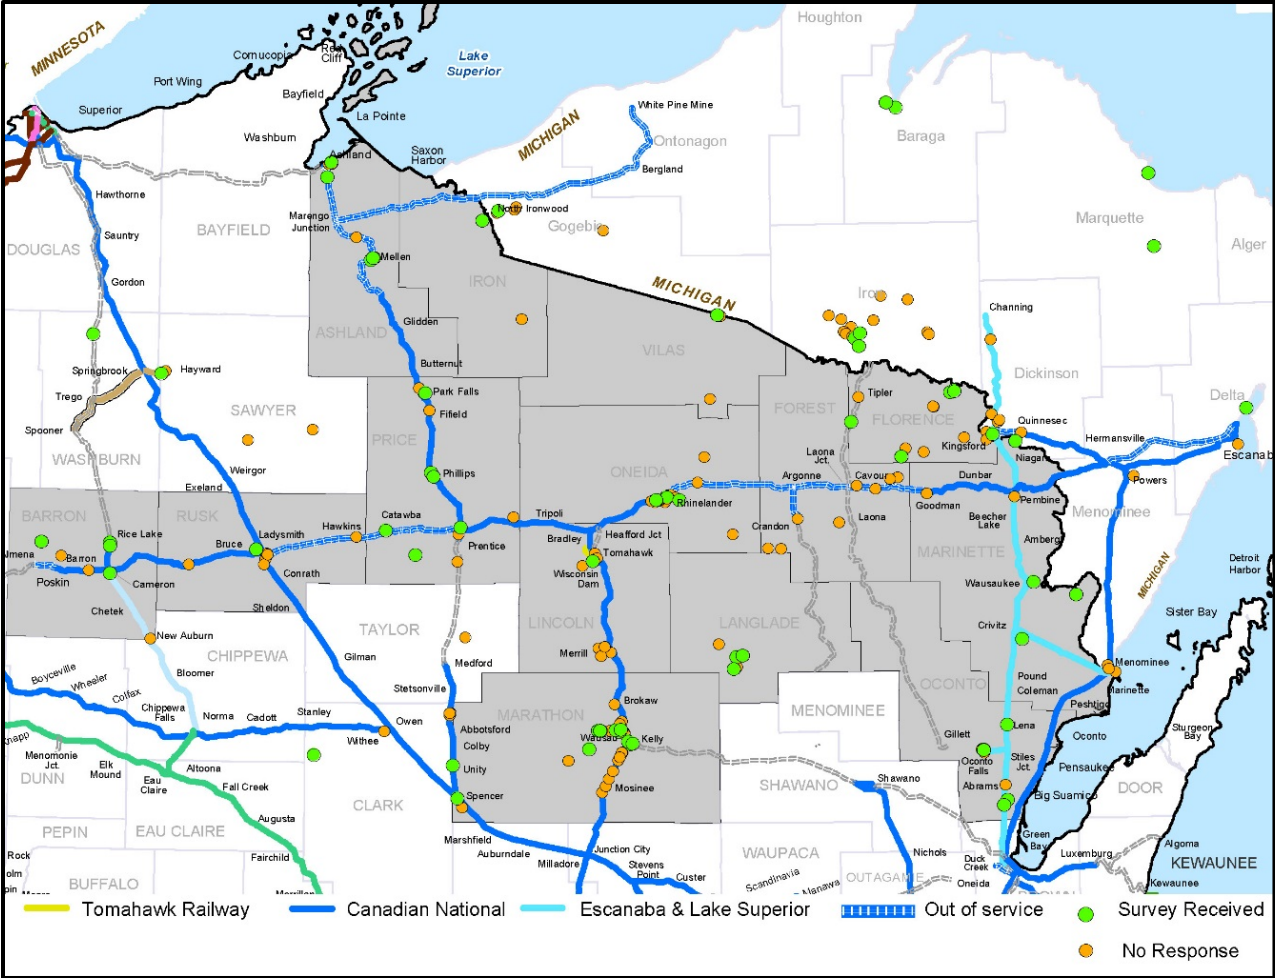 Houghton
MINNESOTA
Cornucopia
Red
Cliff
Lake
Superior
Port Wing
Bayfield
Superior
La Pointe
White Pine Mine
MICHIGAN
Baraga
Washburn
Ontonagon
Ashland
Saxon
Harbor
Bergland
Hawthorne
Marengo
Junction
North Ironwood
Gogebic
Marquette
BAYFIELD
Sauntry
DOUGLAS
Alger
Mellen
Gordon
IRON
MICHIGAN
Iron
Channing
Glidden
ASHLAND
VILAS
Butternut
Dickinson
Springbrook
Hayward
Park Falls
Tipler
Delta
Trego
SAWYER
Fifield
FOREST
FLORENCE
Quinnesec
Spooner
PRICE
Kingsford
Hermansville
WASHBURN
Laona
Jct.
Niagara
Escanab
Weirgor
Phillips
ONEIDA
Argonne
Cavour
Dunbar
Powers
Exeland
Rhinelander
Goodman
Pembine
BARRON
RUSK
Catawba
Tripoli
Crandon
Laona
Beecher
Lake
Menominee
Rice Lake
Hawkins
Ladysmith
Bruce
Bradley
Heafford Jct
Amberg
Almena
Barron
Prentice
Tomahawk
MARINETTE
Poskin
Cameron
Conrath
Wisconsin
Dam
Wausaukee
MICHIGAN
Detroit
Harbor
Chetek
Sheldon
Sister Bay
New Auburn
TAYLOR
LINCOLN
LANGLADE
Crivitz
CHIPPEWA
Gilman
Merrill
Medford
Menominee
Boyceville
Wheeler
Bloomer
Stetsonville
OCONTO
Pound
Coleman
Marinette
Colfax
Chippewa
Falls
Norma
Cadott
Stanley
Brokaw
MENOMINEE
Peshtigo
Owen
MARATHON
Abbotsford
Lena
Sturgeon
Bay
Knapp
Withee
Colby
Wausau
Kelly
Gillett
Oconto
Menomonie
Jct.
Elk
Mound
Altoona
Unity
Oconto
Falls
Stiles
Jct.
Pensaukee
DUNN
Eau
Claire
Fall Creek
Mosinee
SHAWANO
Shawano
Abrams
DOOR
CLARK
Spencer
Big Suamico
Augusta
PEPIN
EAU CLAIRE
Marshfield
Green
Bay
Algoma
Rock
Fairchild
Auburndale
Junction City
WAUPACA
Nichols
Duck
Creek
Luxemburg
KEWAUNEE
Milladore
Stevens
Point
Custer
Scandinavia
Manawa
OUTAGAMIE
Oneida
Kewaunee
BUFFALO
Merrillan
BROWN
Tomahawk Railway
Canadian National
Escanaba & Lake Superior
Out of service
Survey Received
No Response